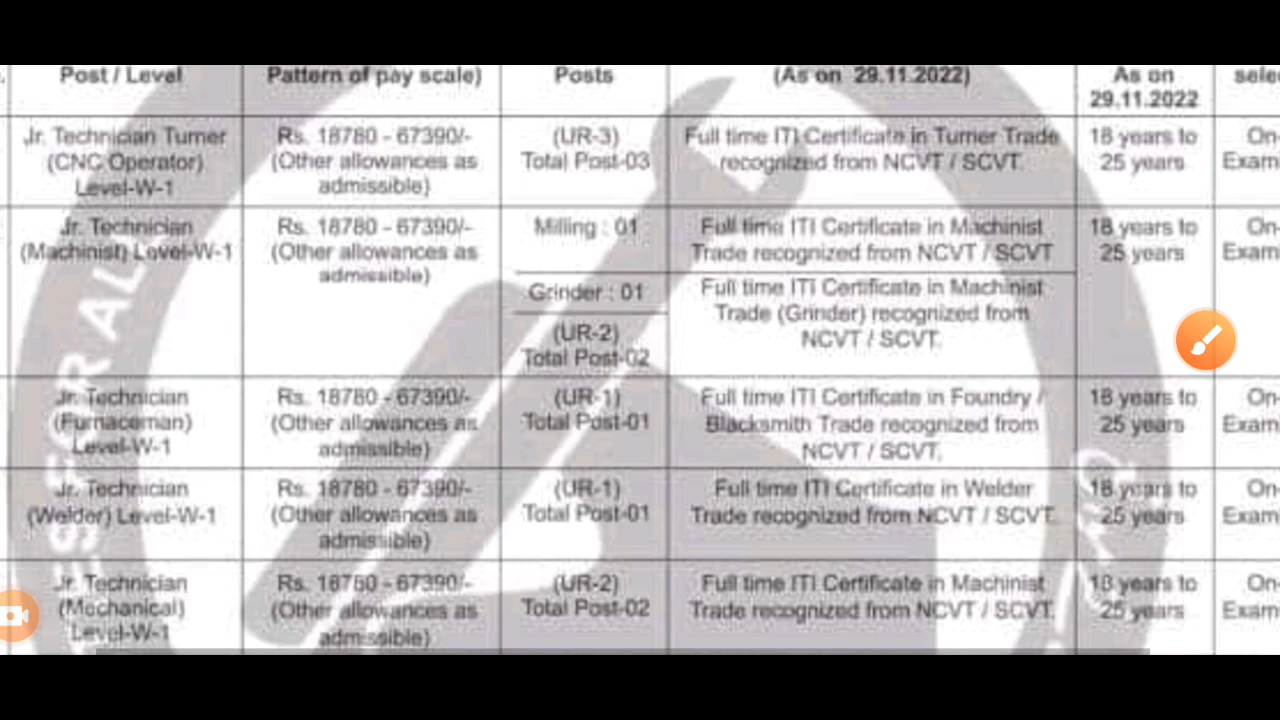 Post / Level
Pattern of pay scale)
Posts
(As on 29.11.2022)
As on
29.11.2022
Jr. Technician Turner
(CNC Operator)
Level-W-1
Rs. 18780 - 67390/-
(Other allowances as
admissible)
(UR-3)
Total Post-03
Full time ITI Certificate in Turner Trade
recognized from NCVT / SCVT.
18 years to
25 years
On-
Exam
Jr. Technician
(Machinist) Level-W-1
Rs. 18780 - 67390/-
(Other allowances as
admissible)
Milling : 01
Full time ITI Certificate in Machinist
Trade recognized from NCVT / SCVT
18 years to
25 years
On-
Exam
Grinder : 01
(UR-2)
Total Post-02
Full time ITI Certificate in Machinist
Trade (Grinder) recognized from
NCVT / SCVT.
Jr. Technician
(Furnaceman)
Level-W-1
Rs. 18780 - 67390/-
(Other allowances as
admissible)
(UR-1)
Total Post-01
Full time ITI Certificate in Foundry /
Blacksmith Trade recognized from
NCVT / SCVT.
18 years to
25 years
On-
Exam
Jr. Technician
(Welder) Level-W-1
Rs. 18780 - 67390/-
(Other allowances as
admissible)
(UR-1)
Total Post-01
Full time ITI Certificate in Welder
Trade recognized from NCVT / SCVT.
18 years to
25 years
On-
Exam
Jr. Technician
(Mechanical)
Level-W-1
Rs. 18780 - 67390/-
(Other allowances as
admissible)
(UR-2)
Total Post-02
Full time ITI Certificate in Machinist
Trade recognized from NCVT / SCVT.
18 years to
25 years
On-
Exam